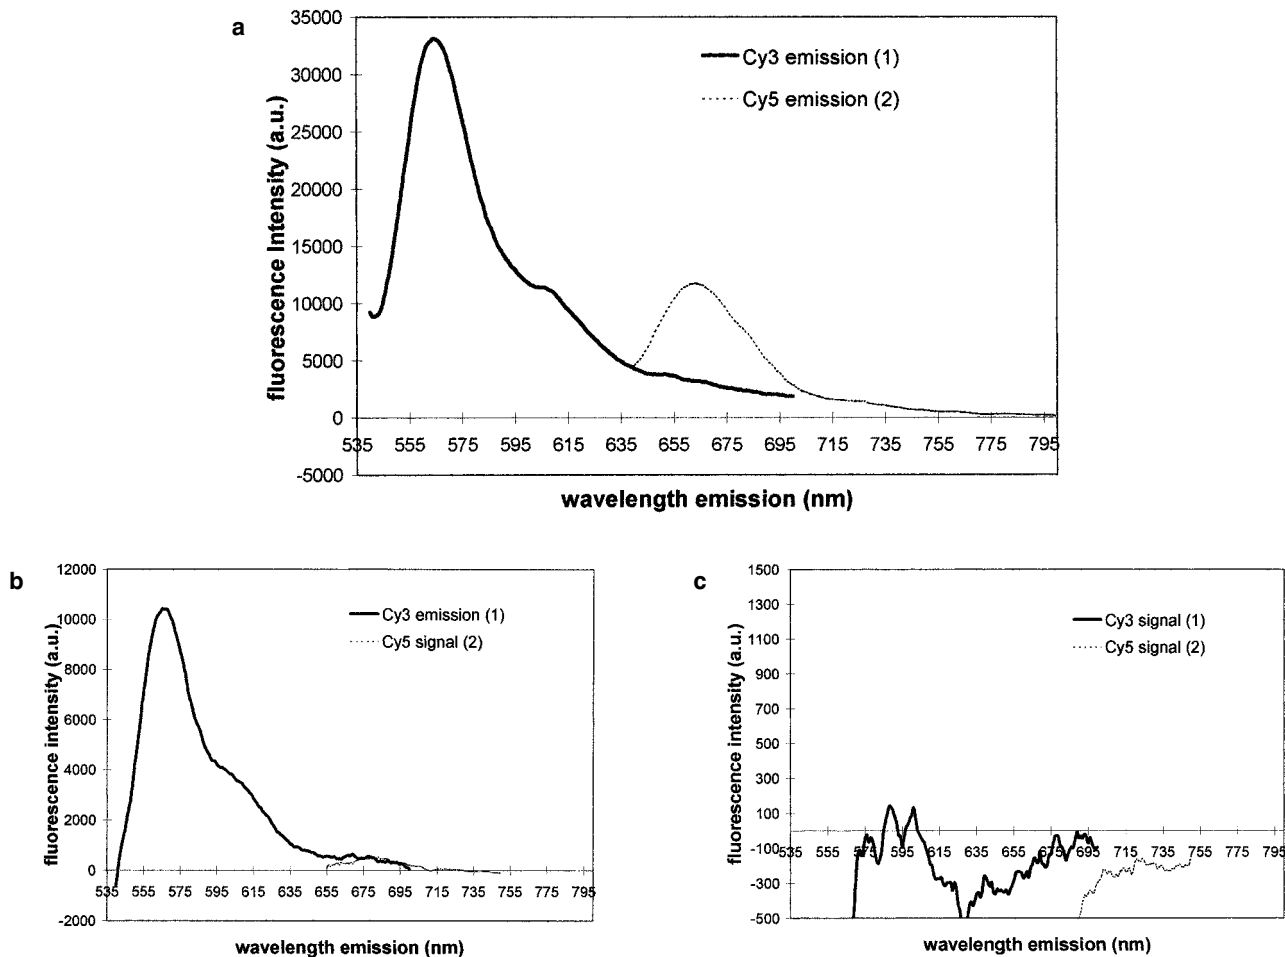 a
35000
30000
25000
20000
15000
10000
5000
0
-5000
fluorescence Intensity (a.u.)
Cy3 emission (1)
Cy5 emission (2)
535 555 575 595 615 635 655 675 695 715 735 755 775 795
wavelength emission (nm)
b
12000
10000
8000
6000
4000
2000
0
-2000
fluorescence intensity (a.u.)
Cy3 emission (1)
Cy5 signal (2)
535 555 575 595 615 635 655 675 695 715 735 755 775 795
wavelength emission (nm)
c
1500
1300
1100
900
700
500
300
100
-100
-300
-500
fluorescence intensity (a.u.)
Cy3 signal (1)
Cy5 signal (2)
535 555 575 595 615 635 655 675 695 715 735 755 775 795
wavelength emission (nm)